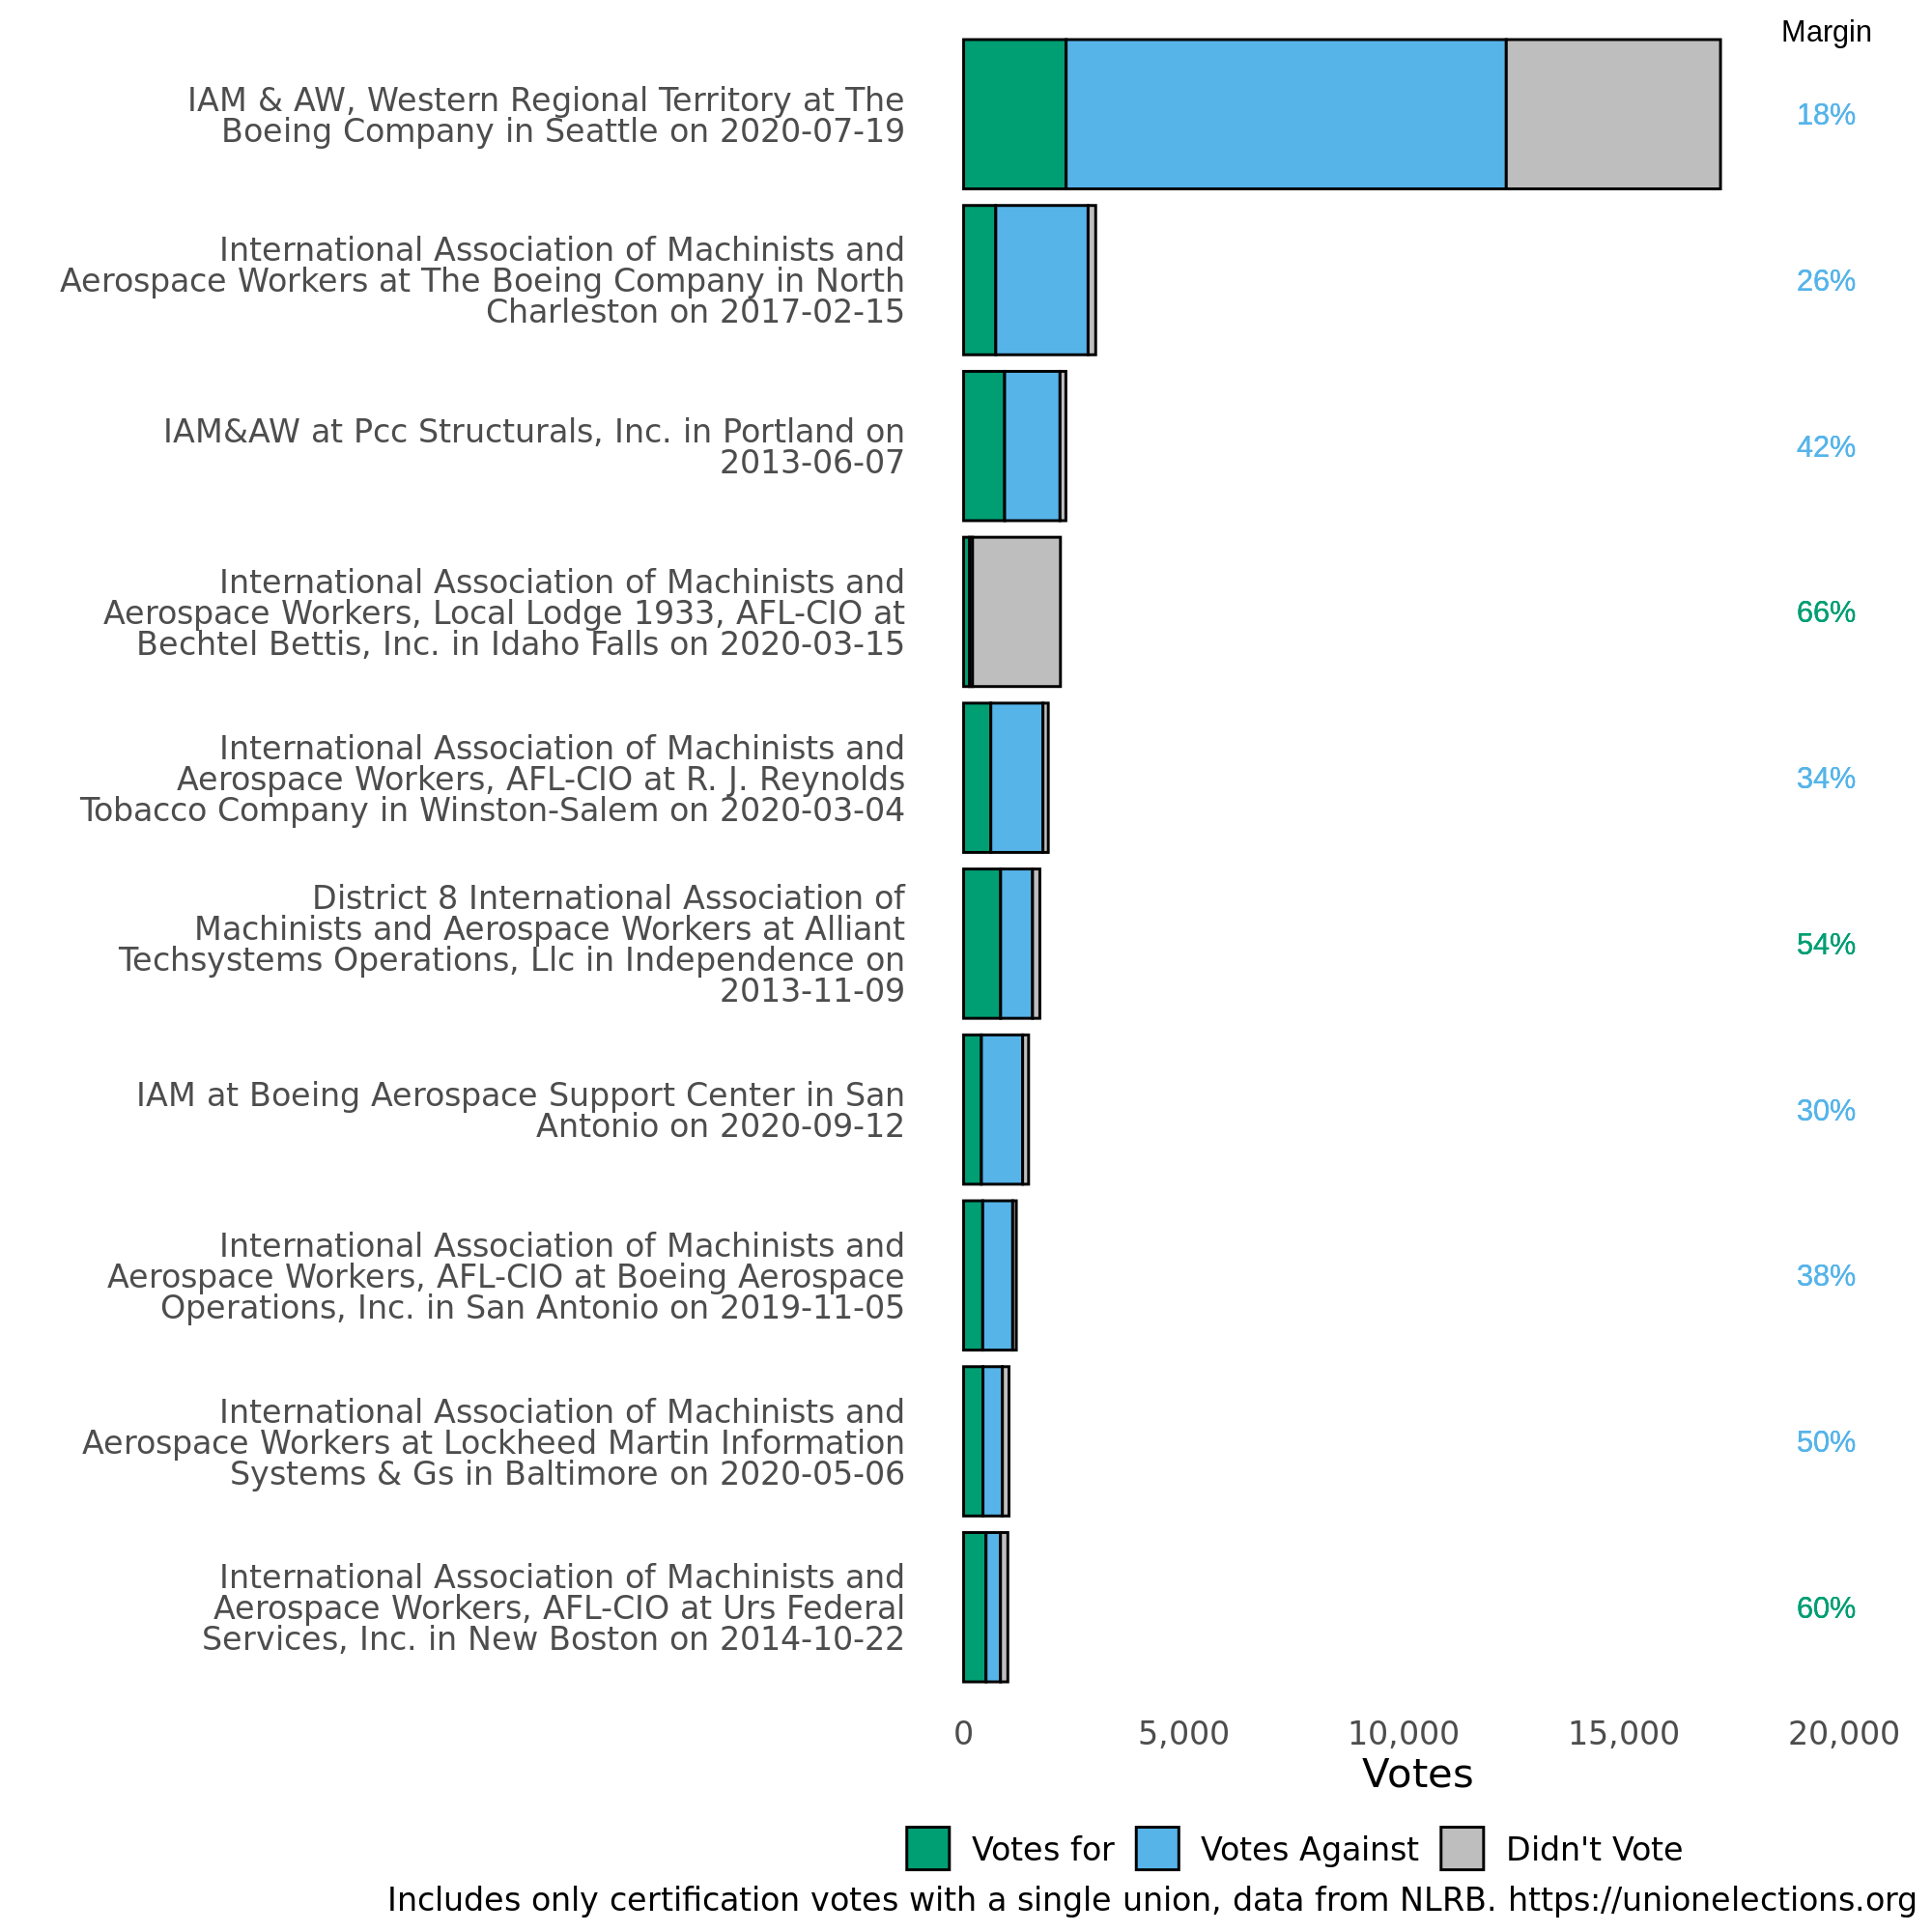 Margin
IAM & AW, Western Regional Territory at The
Boeing Company in Seattle on 2020-07-19
18%
International Association of Machinists and
Aerospace Workers at The Boeing Company in North
Charleston on 2017-02-15
26%
IAM&AW at Pcc Structurals, Inc. in Portland on
2013-06-07
42%
International Association of Machinists and
Aerospace Workers, Local Lodge 1933, AFL-CIO at
Bechtel Bettis, Inc. in Idaho Falls on 2020-03-15
66%
International Association of Machinists and
Aerospace Workers, AFL-CIO at R. J. Reynolds
Tobacco Company in Winston-Salem on 2020-03-04
34%
District 8 International Association of
Machinists and Aerospace Workers at Alliant
Techsystems Operations, Llc in Independence on
2013-11-09
54%
IAM at Boeing Aerospace Support Center in San
Antonio on 2020-09-12
30%
International Association of Machinists and
Aerospace Workers, AFL-CIO at Boeing Aerospace
Operations, Inc. in San Antonio on 2019-11-05
38%
International Association of Machinists and
Aerospace Workers at Lockheed Martin Information
Systems & Gs in Baltimore on 2020-05-06
50%
International Association of Machinists and
Aerospace Workers, AFL-CIO at Urs Federal
Services, Inc. in New Boston on 2014-10-22
60%
0 5,000 10,000 15,000 20,000
Votes
Votes for Votes Against Didn't Vote
Includes only certification votes with a single union, data from NLRB. https://unionelections.org